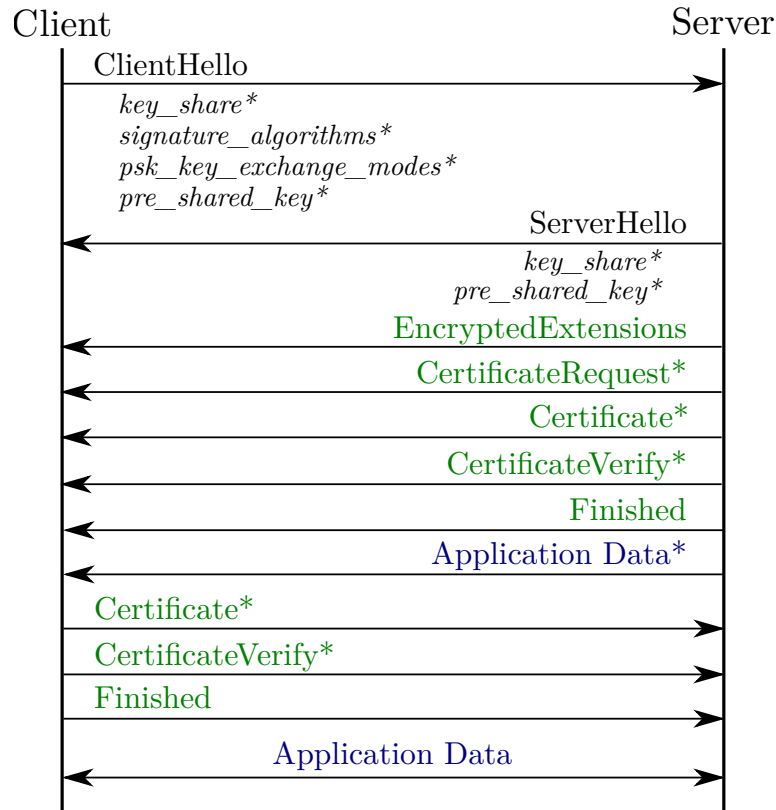 Client
Server
ClientHello
key_share*
signature_algorithms*
psk_key_exchange_modes*
pre_shared_key*
ServerHello
key_share*
pre_shared_key*
EncryptedExtensions
CertificateRequest*
Certificate*
CertificateVerify*
Finished
Application Data*
Certificate*
CertificateVerify*
Finished
Application Data